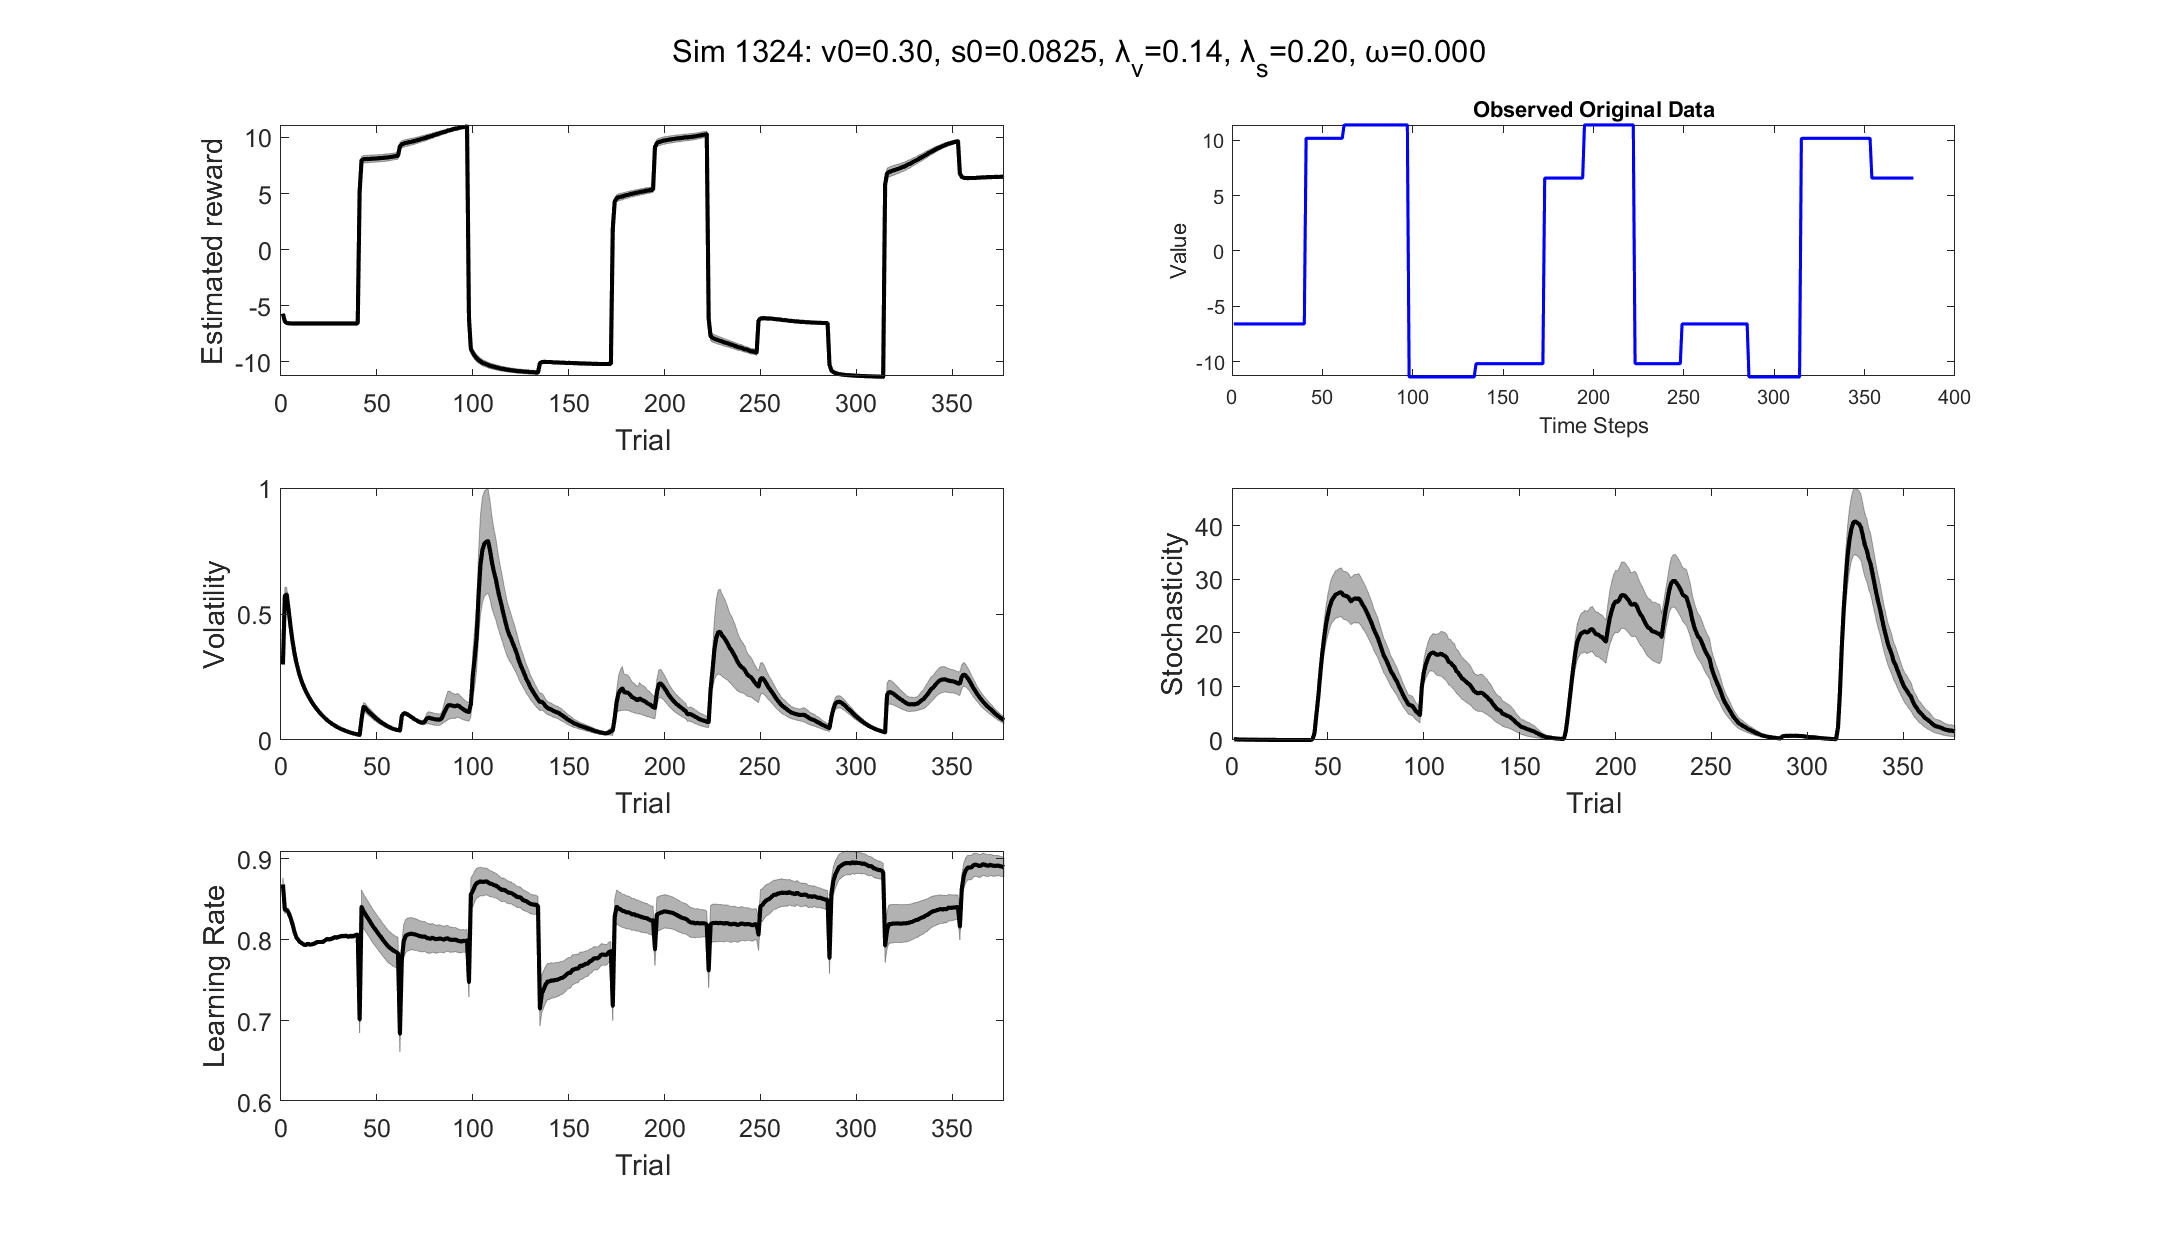 Sim 1324: v0=0.30, s0=0.0825, λ_v=0.14, λ_s=0.20, ω=0.000
Estimated reward
10
5
0
-5
-10
0 50 100 150 200 250 300 350
Trial
Observed Original Data
Value
10
5
0
-5
-10
0 50 100 150 200 250 300 350 400
Time Steps
Volatility
1
0.5
0
0 50 100 150 200 250 300 350
Trial
Stochasticity
40
30
20
10
0
0 50 100 150 200 250 300 350
Trial
Learning Rate
0.9
0.8
0.7
0.6
0 50 100 150 200 250 300 350
Trial